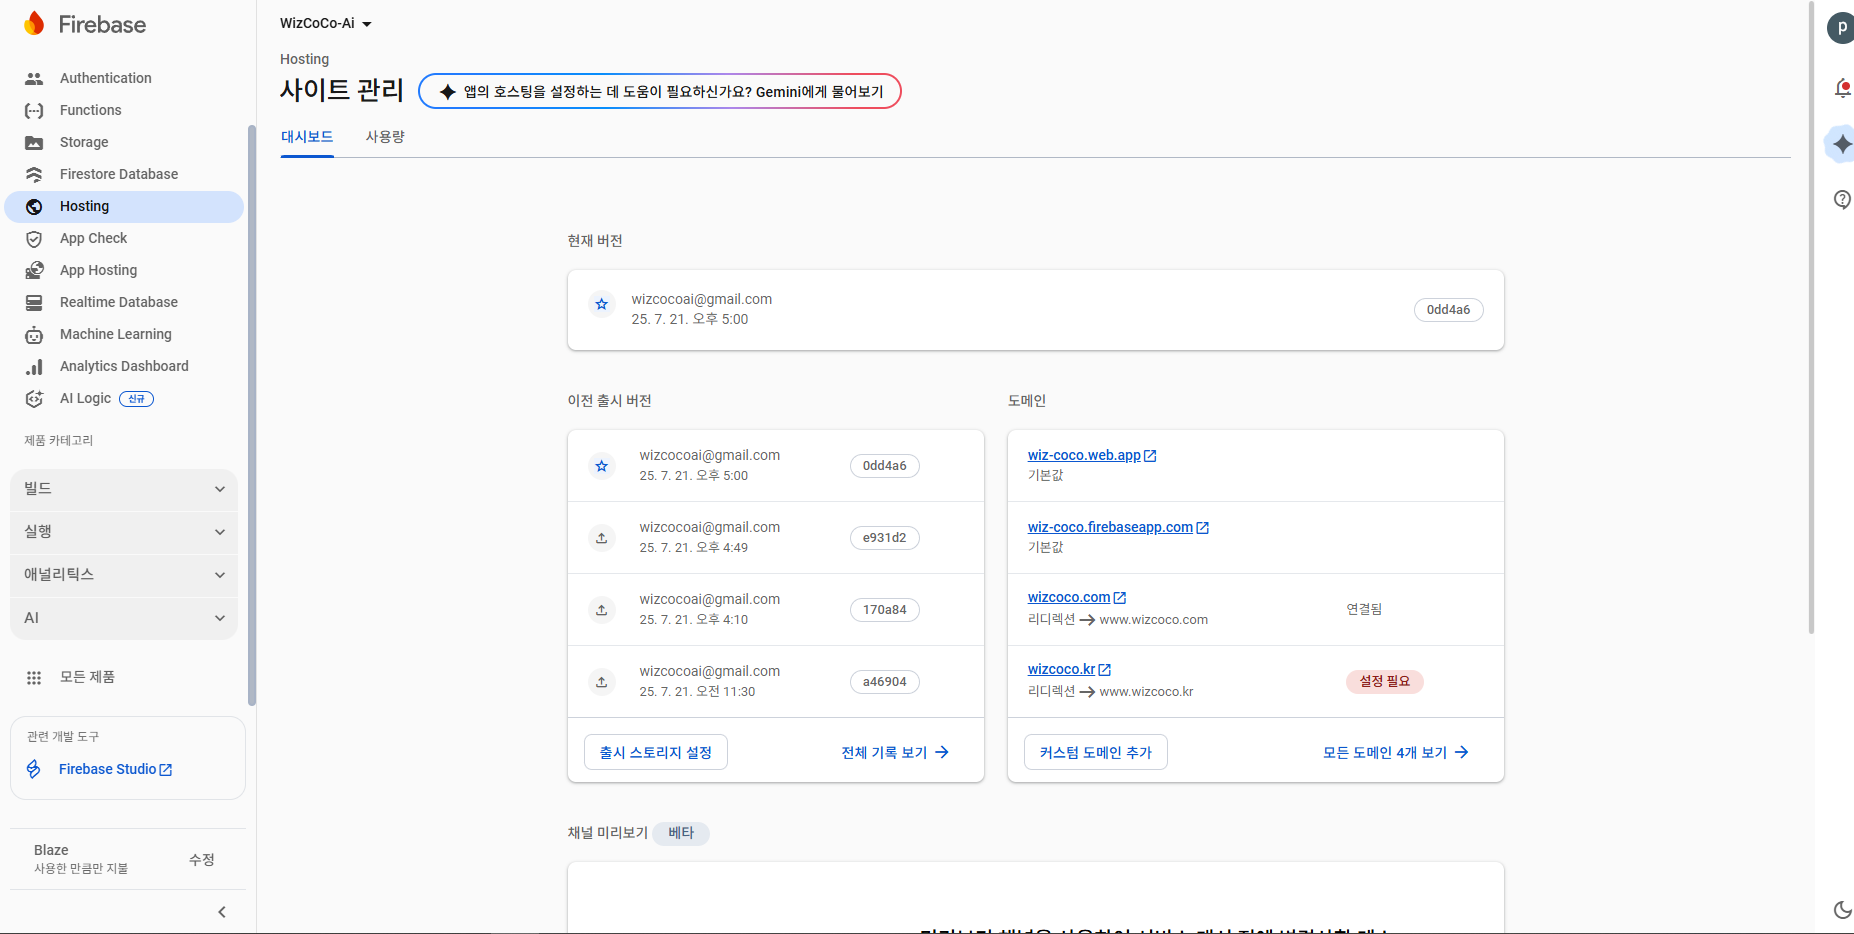 Firebase
Authentication
Functions
Storage
Firestore Database
Hosting
App Check
App Hosting
Realtime Database
Machine Learning
Analytics Dashboard
AI Logic 신규
제품 카테고리
빌드
실행
애널리틱스
AI
모든 제품
관련 개발 도구
Firebase Studio
Blaze
사용한 만큼만 지불
수정
WizCoCo-Ai
Hosting
사이트 관리
앱의 호스팅을 설정하는 데 도움이 필요하신가요? Gemini에게 물어보기
대시보드 사용량
현재 버전
wizcocoai@gmail.com
25. 7. 21. 오후 5:00
0dd4a6
이전 출시 버전
wizcocoai@gmail.com
25. 7. 21. 오후 5:00
0dd4a6
wizcocoai@gmail.com
25. 7. 21. 오후 4:49
e931d2
wizcocoai@gmail.com
25. 7. 21. 오후 4:10
170a84
wizcocoai@gmail.com
25. 7. 21. 오전 11:30
a46904
출시 스토리지 설정
전체 기록 보기
도메인
wiz-coco.web.app
기본값
wiz-coco.firebaseapp.com
기본값
wizcoco.com
리디렉션 → www.wizcoco.com
연결됨
wizcoco.kr
리디렉션 → www.wizcoco.kr
설정 필요
커스텀 도메인 추가
모든 도메인 4개 보기
채널 미리보기 베타
p